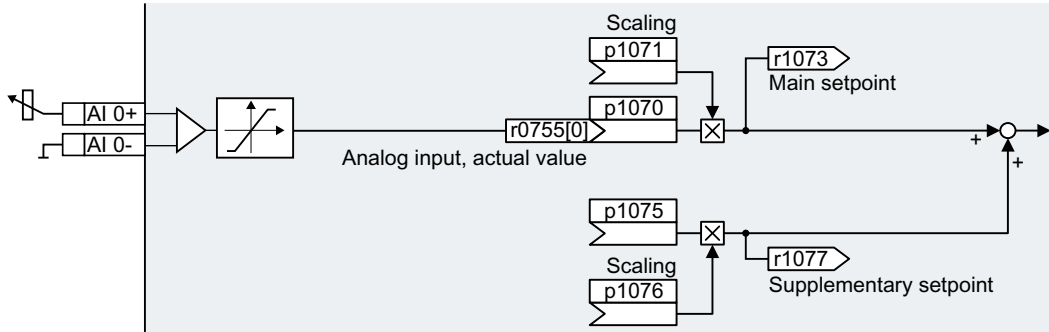 Scaling
p1071
r1073
Main setpoint
AI 0+
p1070
r0755[0]
AI 0-
Analog input, actual value
+
+
p1075
r1077
Scaling
Supplementary setpoint
p1076